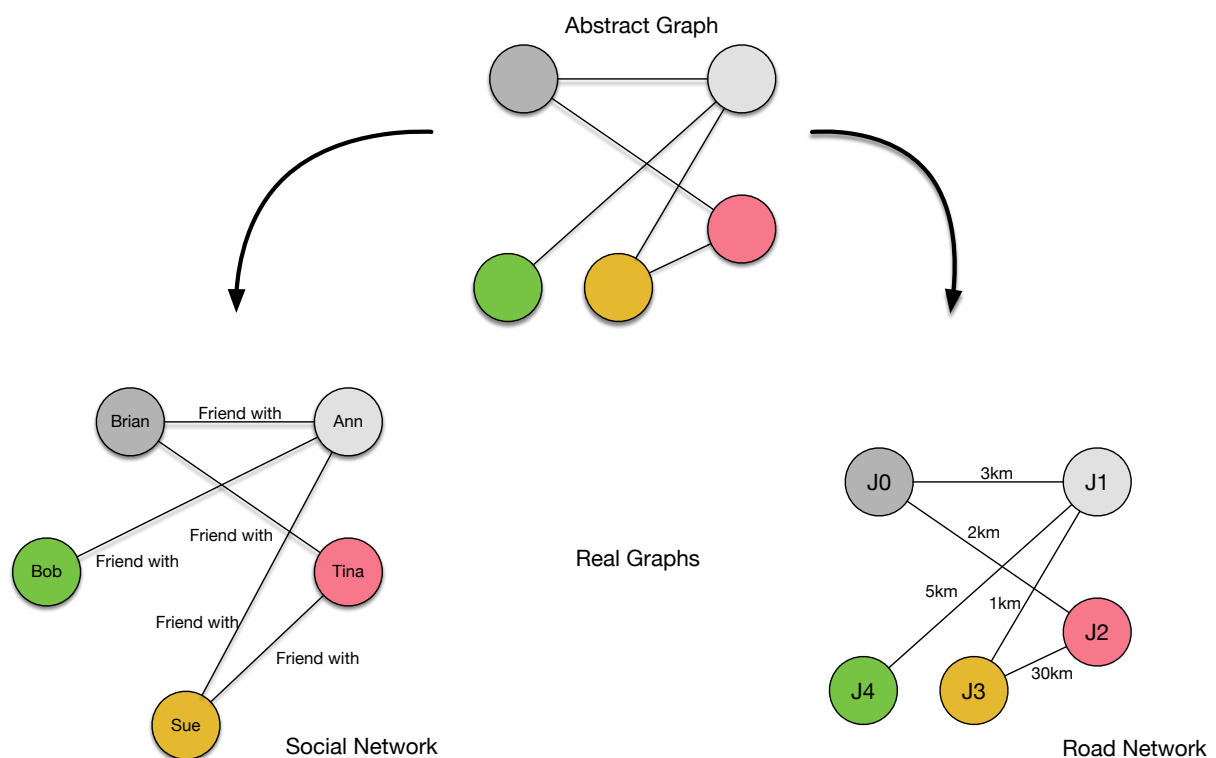 Abstract Graph
Brian
Friend with
Ann
Friend with
Bob
Friend with
Tina
Friend with
Friend with
Sue
Social Network
Real Graphs
J0
3km
J1
2km
5km
1km
J2
30km
J4
J3
Road Network